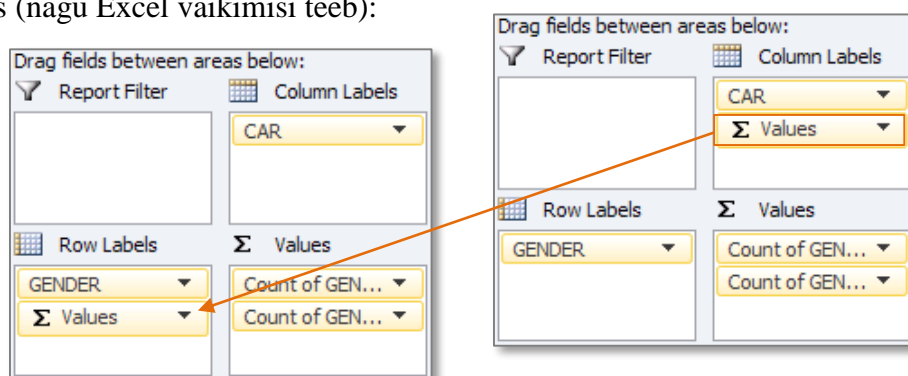 s (nagu Excel vaikimisi teeb):
Drag fields between areas below:
Report Filter
Column Labels
CAR
Row Labels
Σ Values
GENDER
Σ Values
Count of GEN...
Count of GEN...
Drag fields between areas below:
Report Filter
Column Labels
CAR
Σ Values
Row Labels
Σ Values
GENDER
Count of GEN...
Count of GEN...